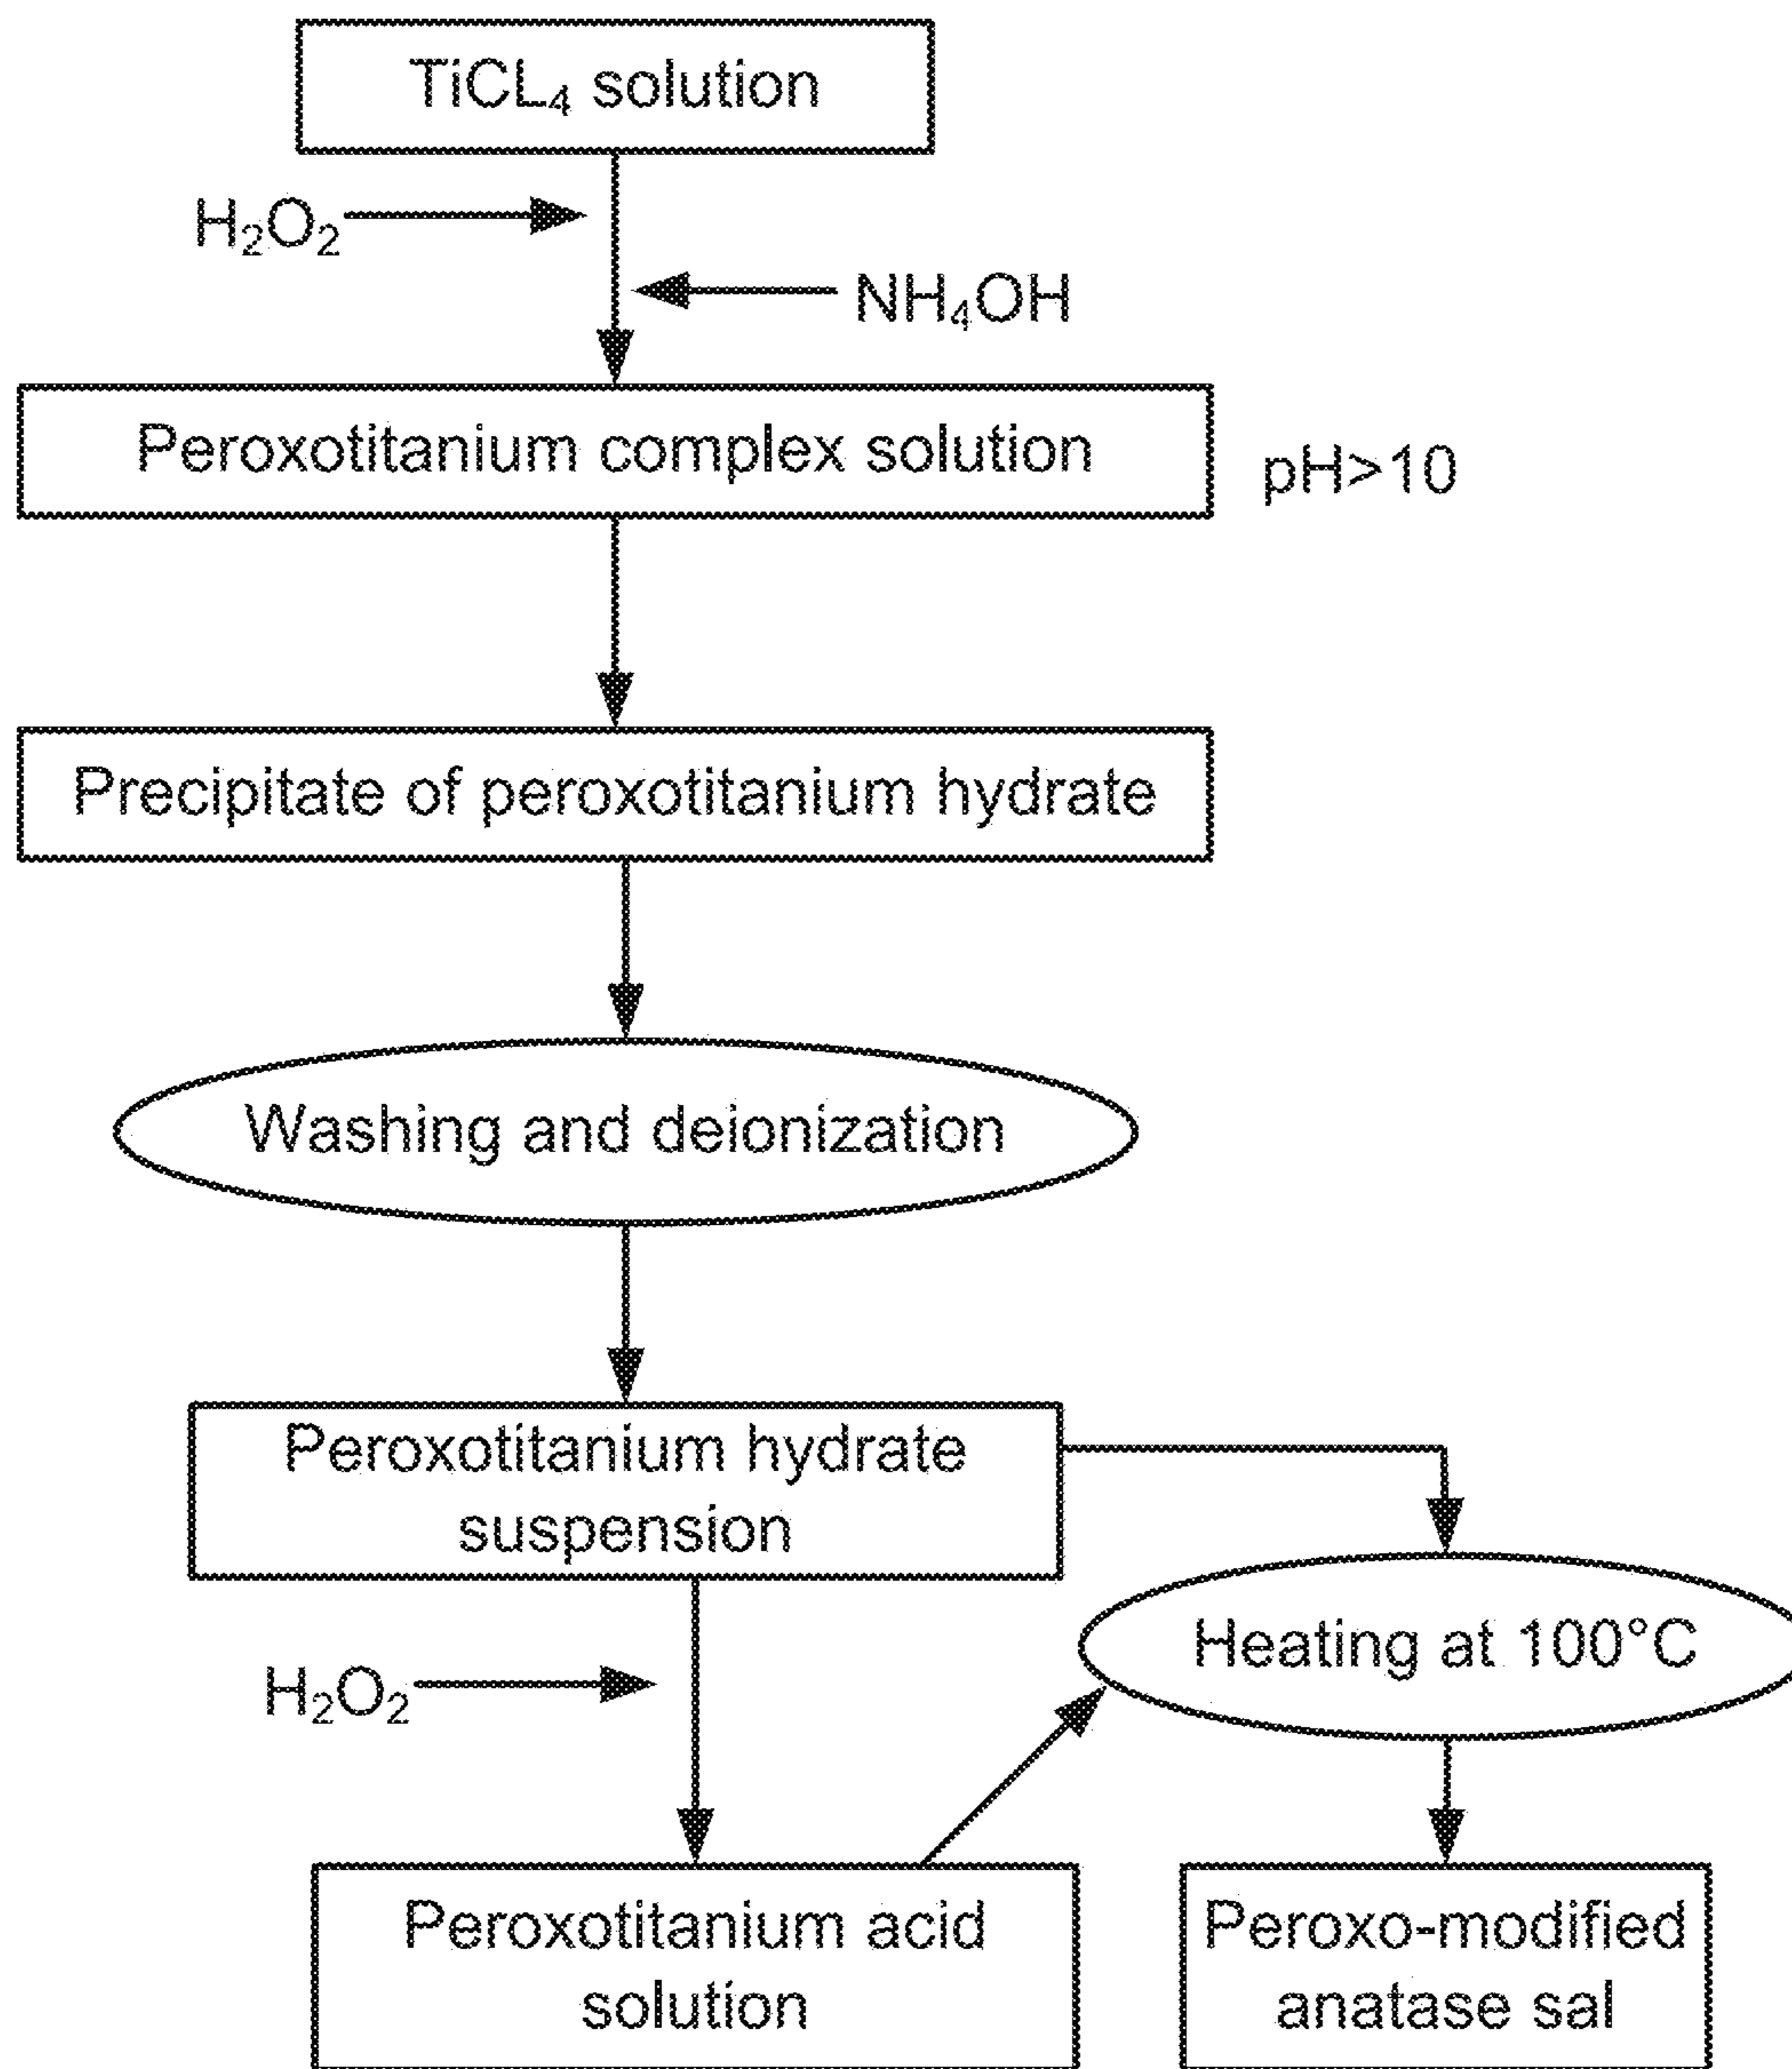 TiCL₄ solution
H₂O₂
NH₄OH
Peroxotitanium complex solution
pH>10
Precipitate of peroxotitanium hydrate
Washing and deionization
Peroxotitanium hydrate
suspension
Heating at 100°C
H₂O₂
Peroxotitanium acid
solution
Peroxo-modified
anatase sal